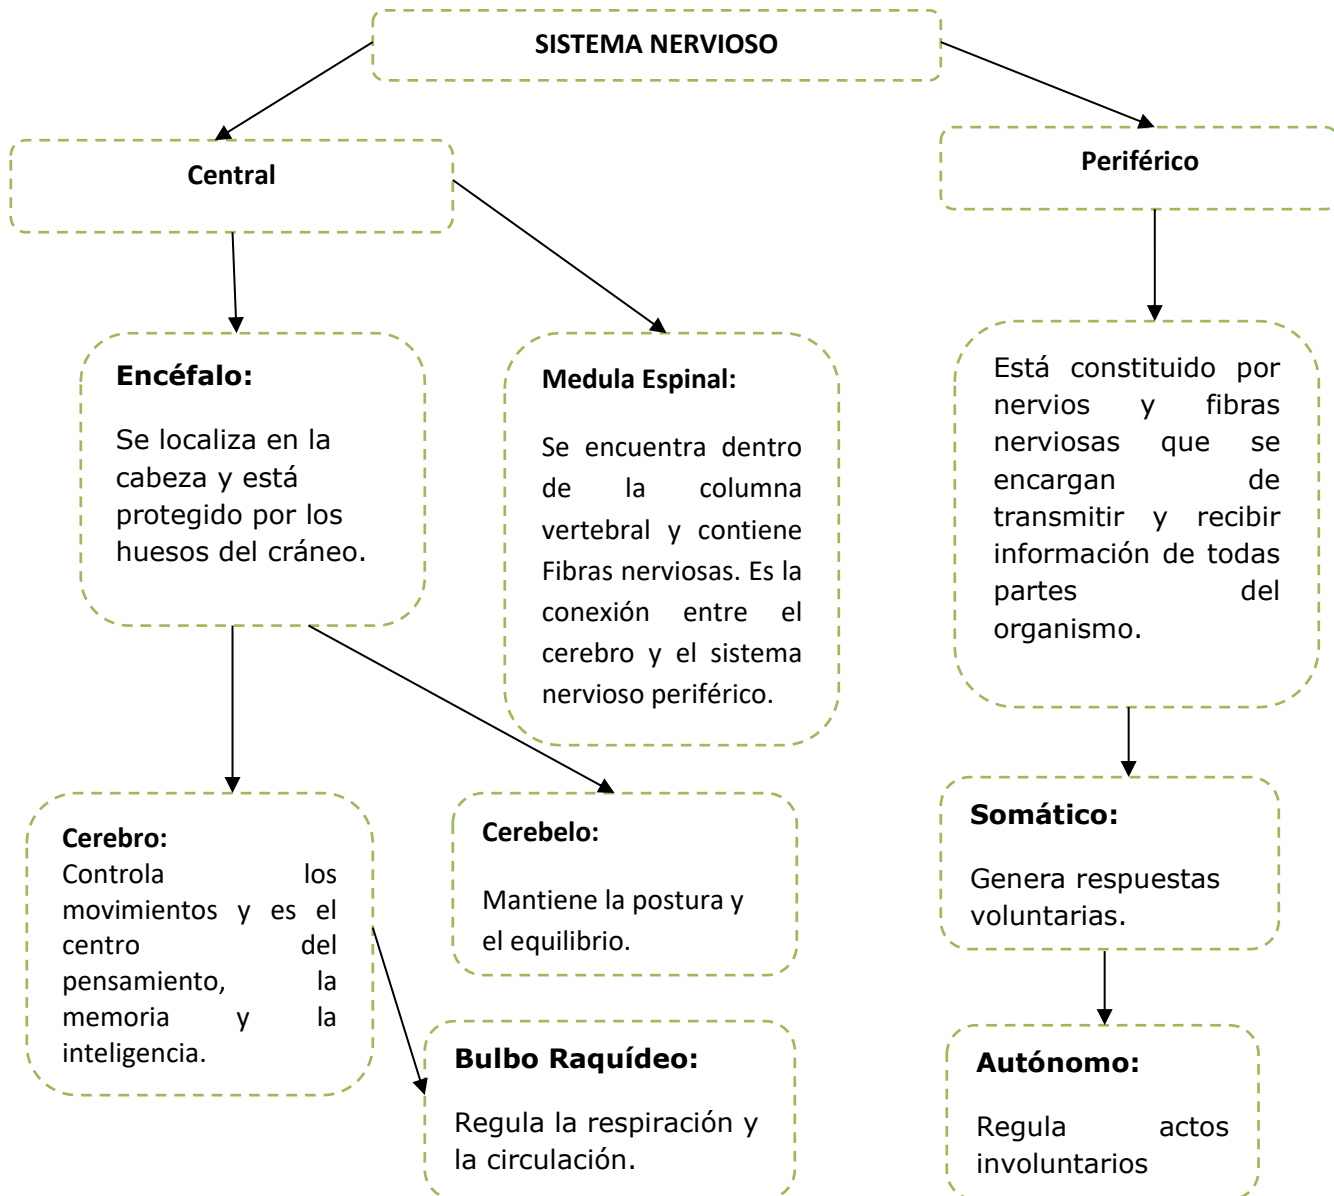 SISTEMA NERVIOSO
Central
Periférico
Encéfalo:
Se localiza en la
cabeza y está
protegido por los
huesos del cráneo.
Medula Espinal:
Se encuentra dentro
de la columna
vertebral y contiene
Fibras nerviosas. Es la
conexión entre el
cerebro y el sistema
nervioso periférico.
Está constituido por
nervios y fibras
nerviosas que se
encargan de
transmitir y recibir
información de todas
partes del
organismo.
Cerebro:
Controla los
movimientos y es el
centro del
pensamiento, la
memoria y la
inteligencia.
Cerebelo:
Mantiene la postura y
el equilibrio.
Somático:
Genera respuestas
voluntarias.
Bulbo Raquídeo:
Regula la respiración y
la circulación.
Autónomo:
Regula actos
involuntarios